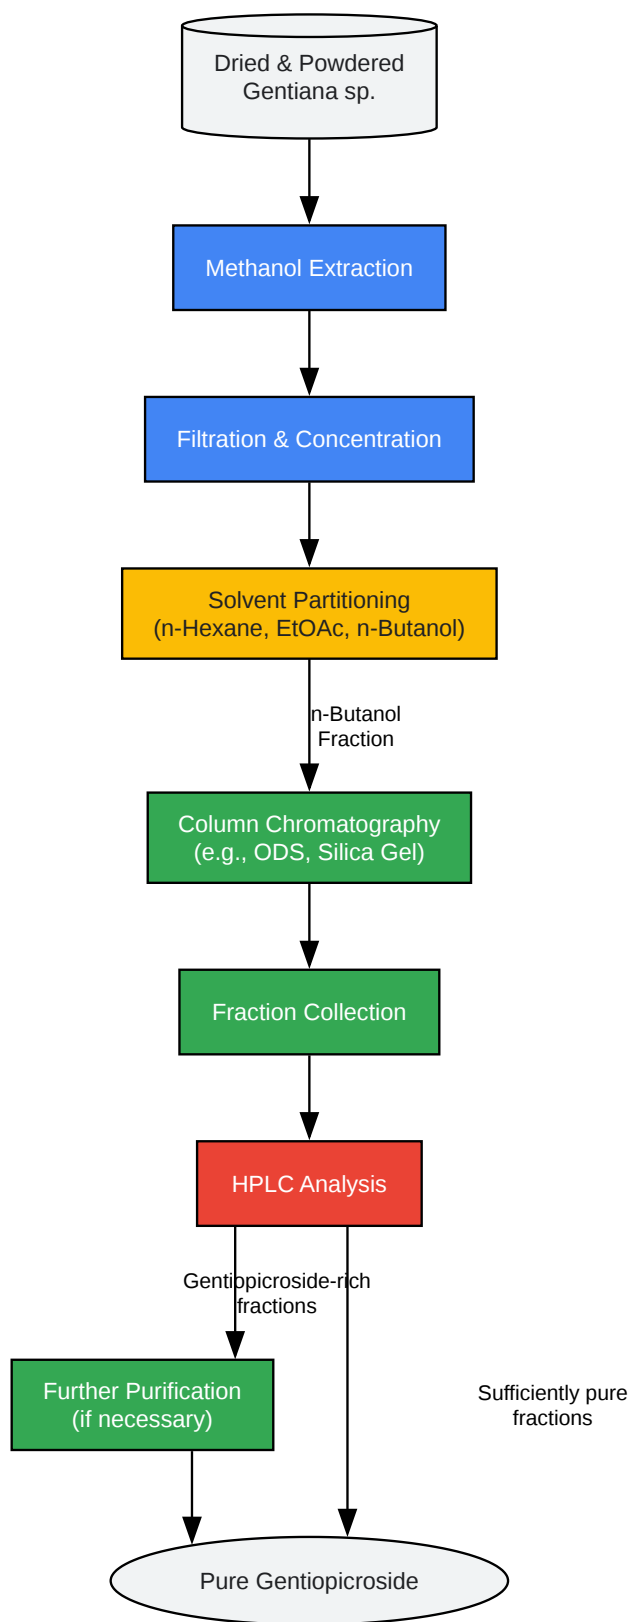 Dried & Powdered
Gentiana sp.
Methanol Extraction
Filtration & Concentration
Solvent Partitioning
(n-Hexane, EtOAc, n-Butanol)
n-Butanol
Fraction
Column Chromatography
(e.g., ODS, Silica Gel)
Fraction Collection
HPLC Analysis
Gentiopicroside-rich
fractions
Further Purification
(if necessary)
Sufficiently pure
fractions
Pure Gentiopicroside